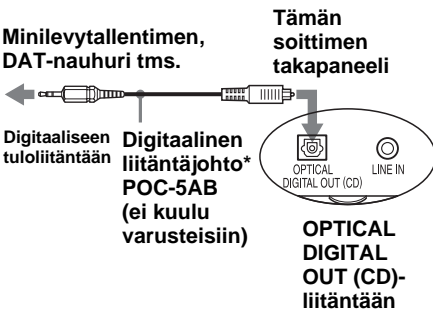 Minilevytallentimen,
DAT-nauhuri tms.
Tämän
soittimen
takapaneeli
Digitaaliseen
tuloliitäntään
Digitaalinen
liitäntäjohto*
POC-5AB
(ei kuulu
varusteisiin)
OPTICAL
DIGITAL OUT (CD)
LINE IN
OPTICAL
DIGITAL
OUT (CD)-
liitäntään